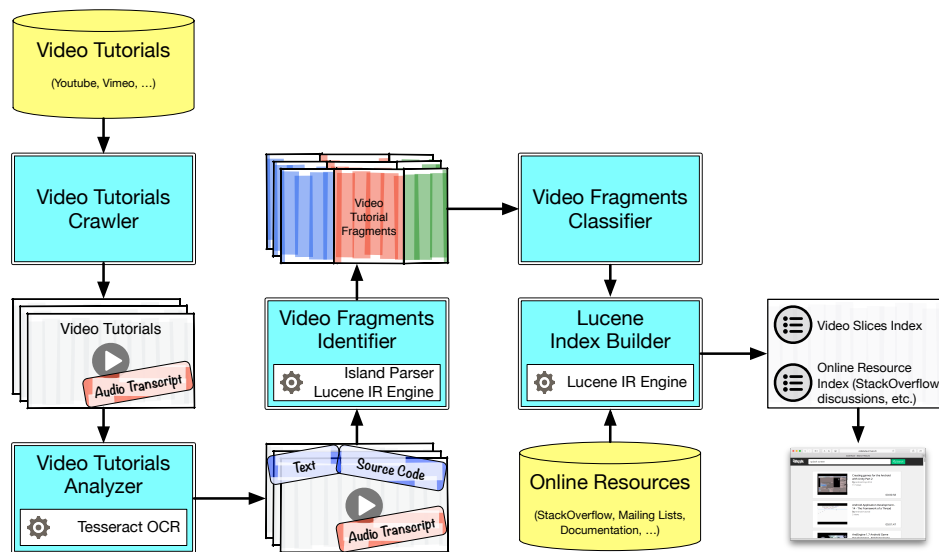 Video Tutorials
(Youtube, Vimeo, ...)
Video Tutorials
Crawler
Video Tutorials
Audio Transcript
Video Tutorials
Analyzer
Tesseract OCR
Text
Source Code
Audio Transcript
Video Fragments
Identifier
Island Parser
Lucene IR Engine
Video
Tutorial
Fragments
Video Fragments
Classifier
Lucene
Index Builder
Lucene IR Engine
Online Resources
(StackOverflow, Mailing Lists,
Documentation, ...)
Video Slices Index
Online Resource
Index (StackOverflow
discussions, etc.)